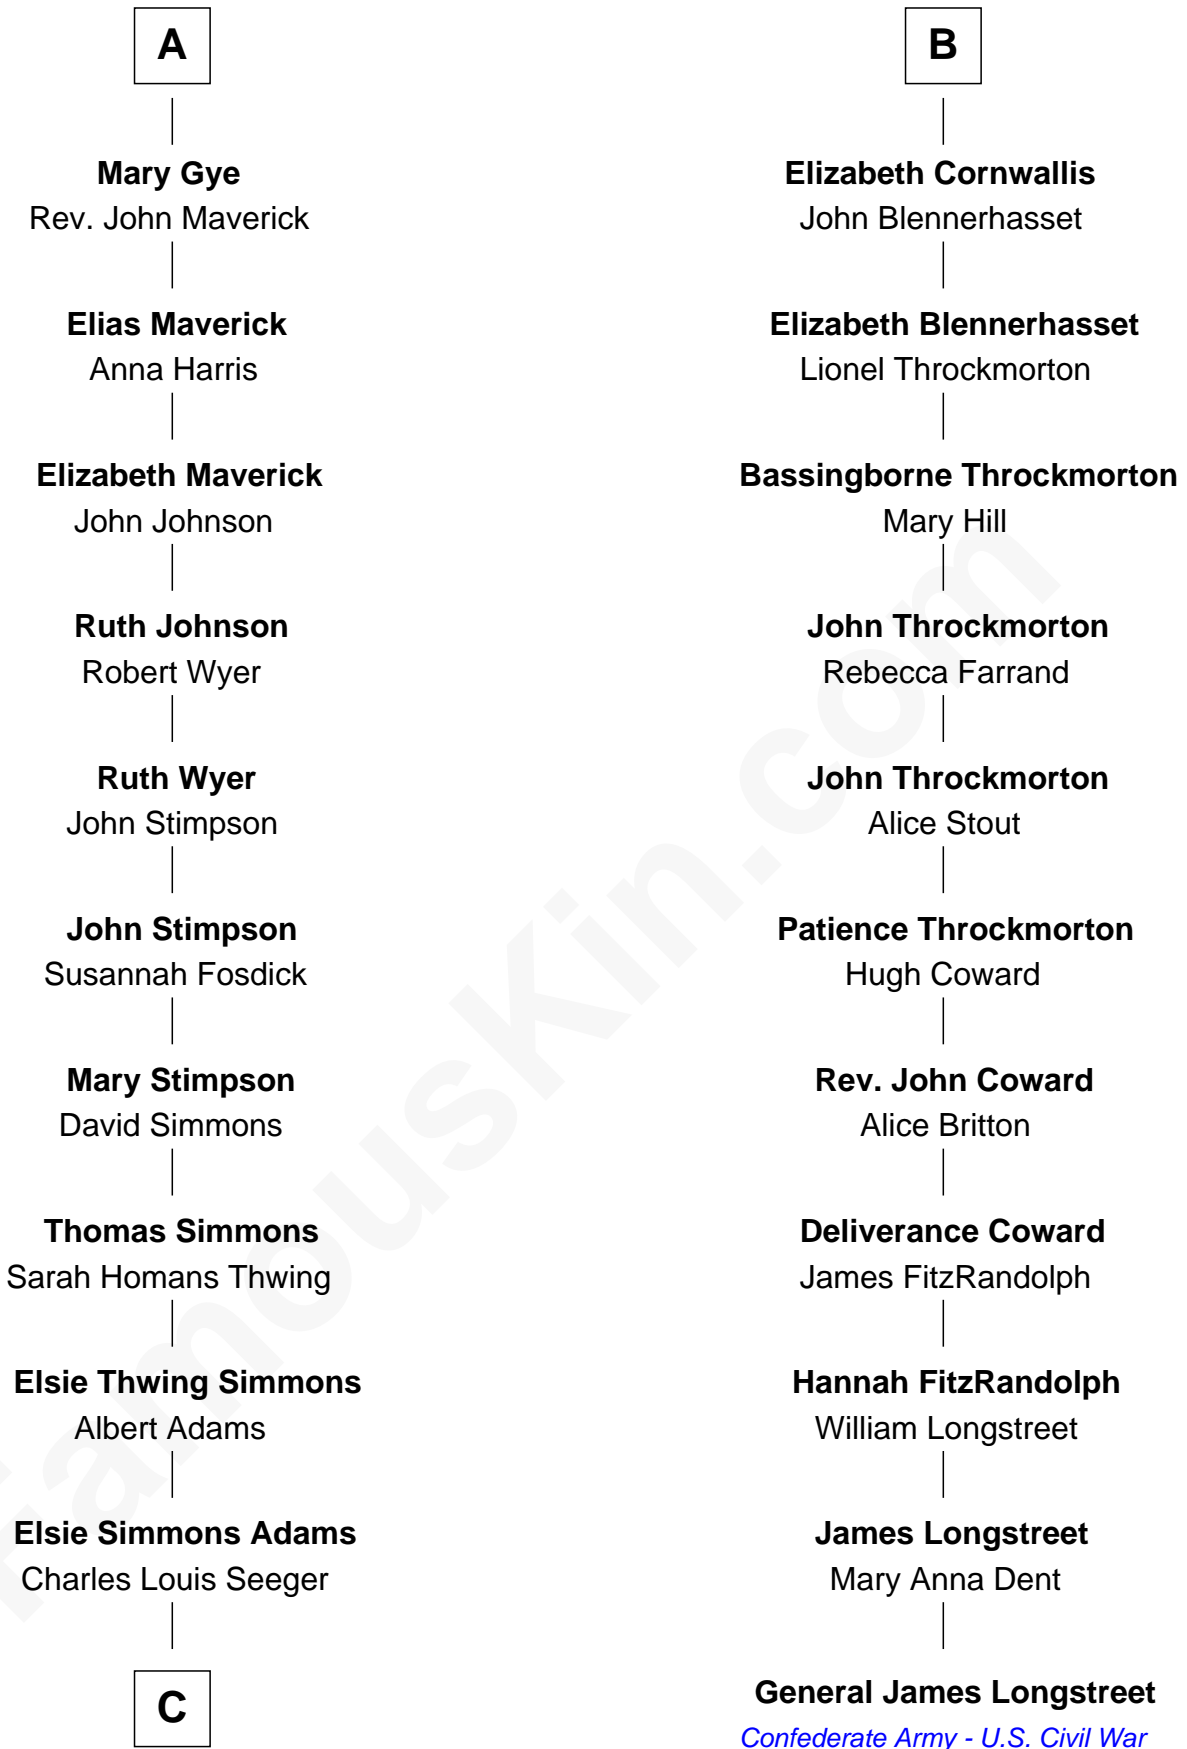 A
Mary Gye
Rev. John Maverick
Elias Maverick
Anna Harris
Elizabeth Maverick
John Johnson
Ruth Johnson
Robert Wyer
Ruth Wyer
John Stimpson
John Stimpson
Susannah Fosdick
Mary Stimpson
David Simmons
Thomas Simmons
Sarah Homans Thwing
Elsie Thwing Simmons
Albert Adams
Elsie Simmons Adams
Charles Louis Seeger
C
B
Elizabeth Cornwallis
John Blennerhasset
Elizabeth Blennerhasset
Lionel Throckmorton
Bassingborne Throckmorton
Mary Hill
John Throckmorton
Rebecca Farrand
John Throckmorton
Alice Stout
Patience Throckmorton
Hugh Coward
Rev. John Coward
Alice Britton
Deliverance Coward
James FitzRandolph
Hannah FitzRandolph
William Longstreet
James Longstreet
Mary Anna Dent
General James Longstreet
Confederate Army - U.S. Civil War
FamousKin.com